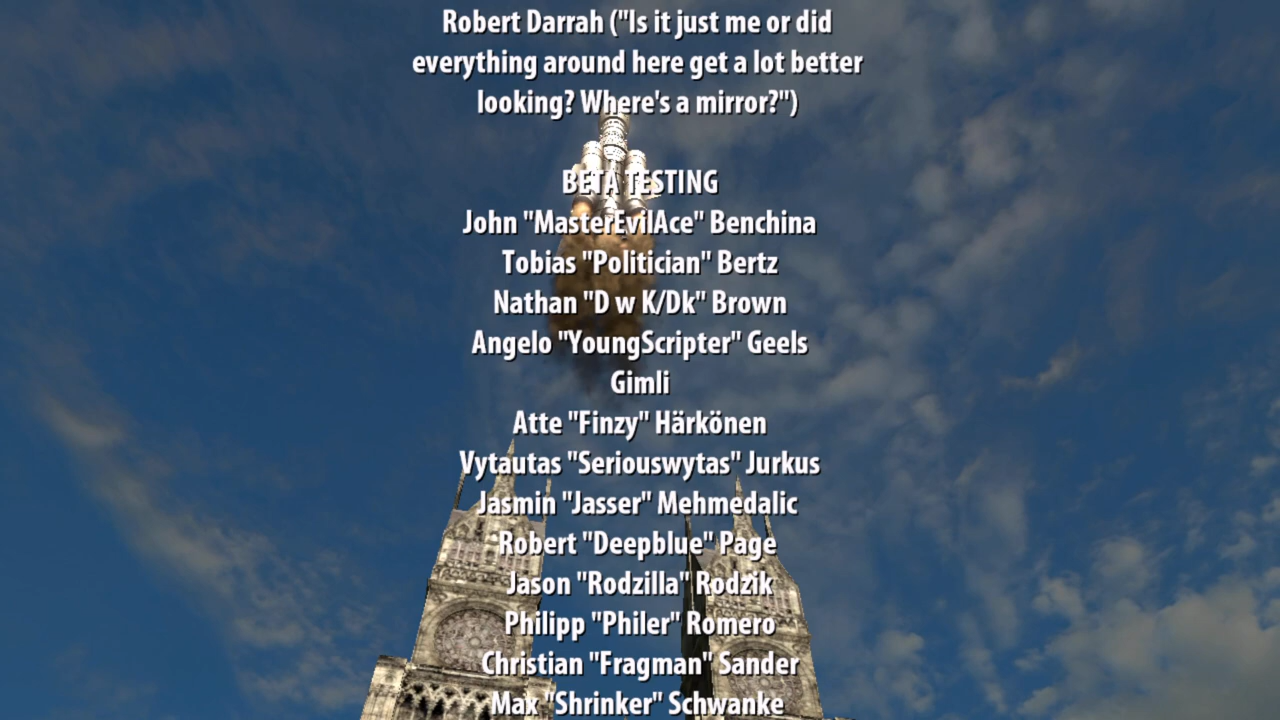 Robert Darrah ("Is it just me or did
everything around here get a lot better
looking? Where's a mirror?")
BETA TESTING
John "MasterEvilAce" Benchina
Tobias "Politician" Bertz
Nathan "D w K/Dk" Brown
Angelo "YoungScripter" Geels
Gimli
Atte "Finzy" Härkönen
Vytautas "Seriouswytas" Jurkus
Jasmin "Jasser" Mehmedalic
Robert "Deepblue" Page
Jason "Rodzilla" Rodzik
Philipp "Philer" Romero
Christian "Fragman" Sander
Max "Shrinker" Schwanke